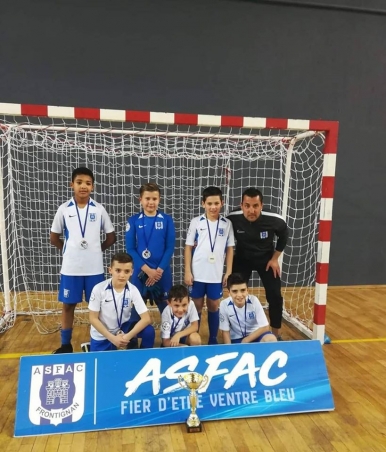 ASFAC
FRONTIGNAN
ASFAC
FIER D'ETRE VENTRE BLEU